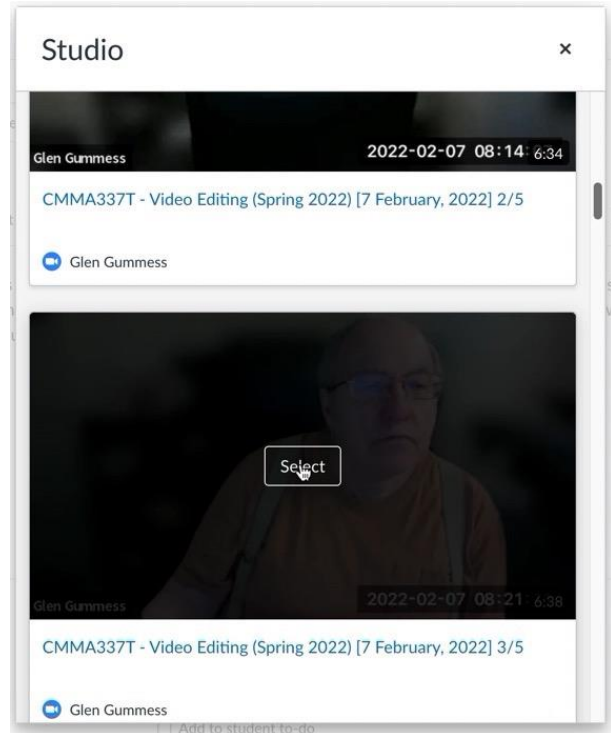 Studio ×
Glen Gummess 2022-02-07 08:14 6:34
CMMA337T - Video Editing (Spring 2022) [7 February, 2022] 2/5
Glen Gummess
Select
Glen Gummess 2022-02-07 08:21 6:38
CMMA337T - Video Editing (Spring 2022) [7 February, 2022] 3/5
Glen Gummess
Add to student to-do